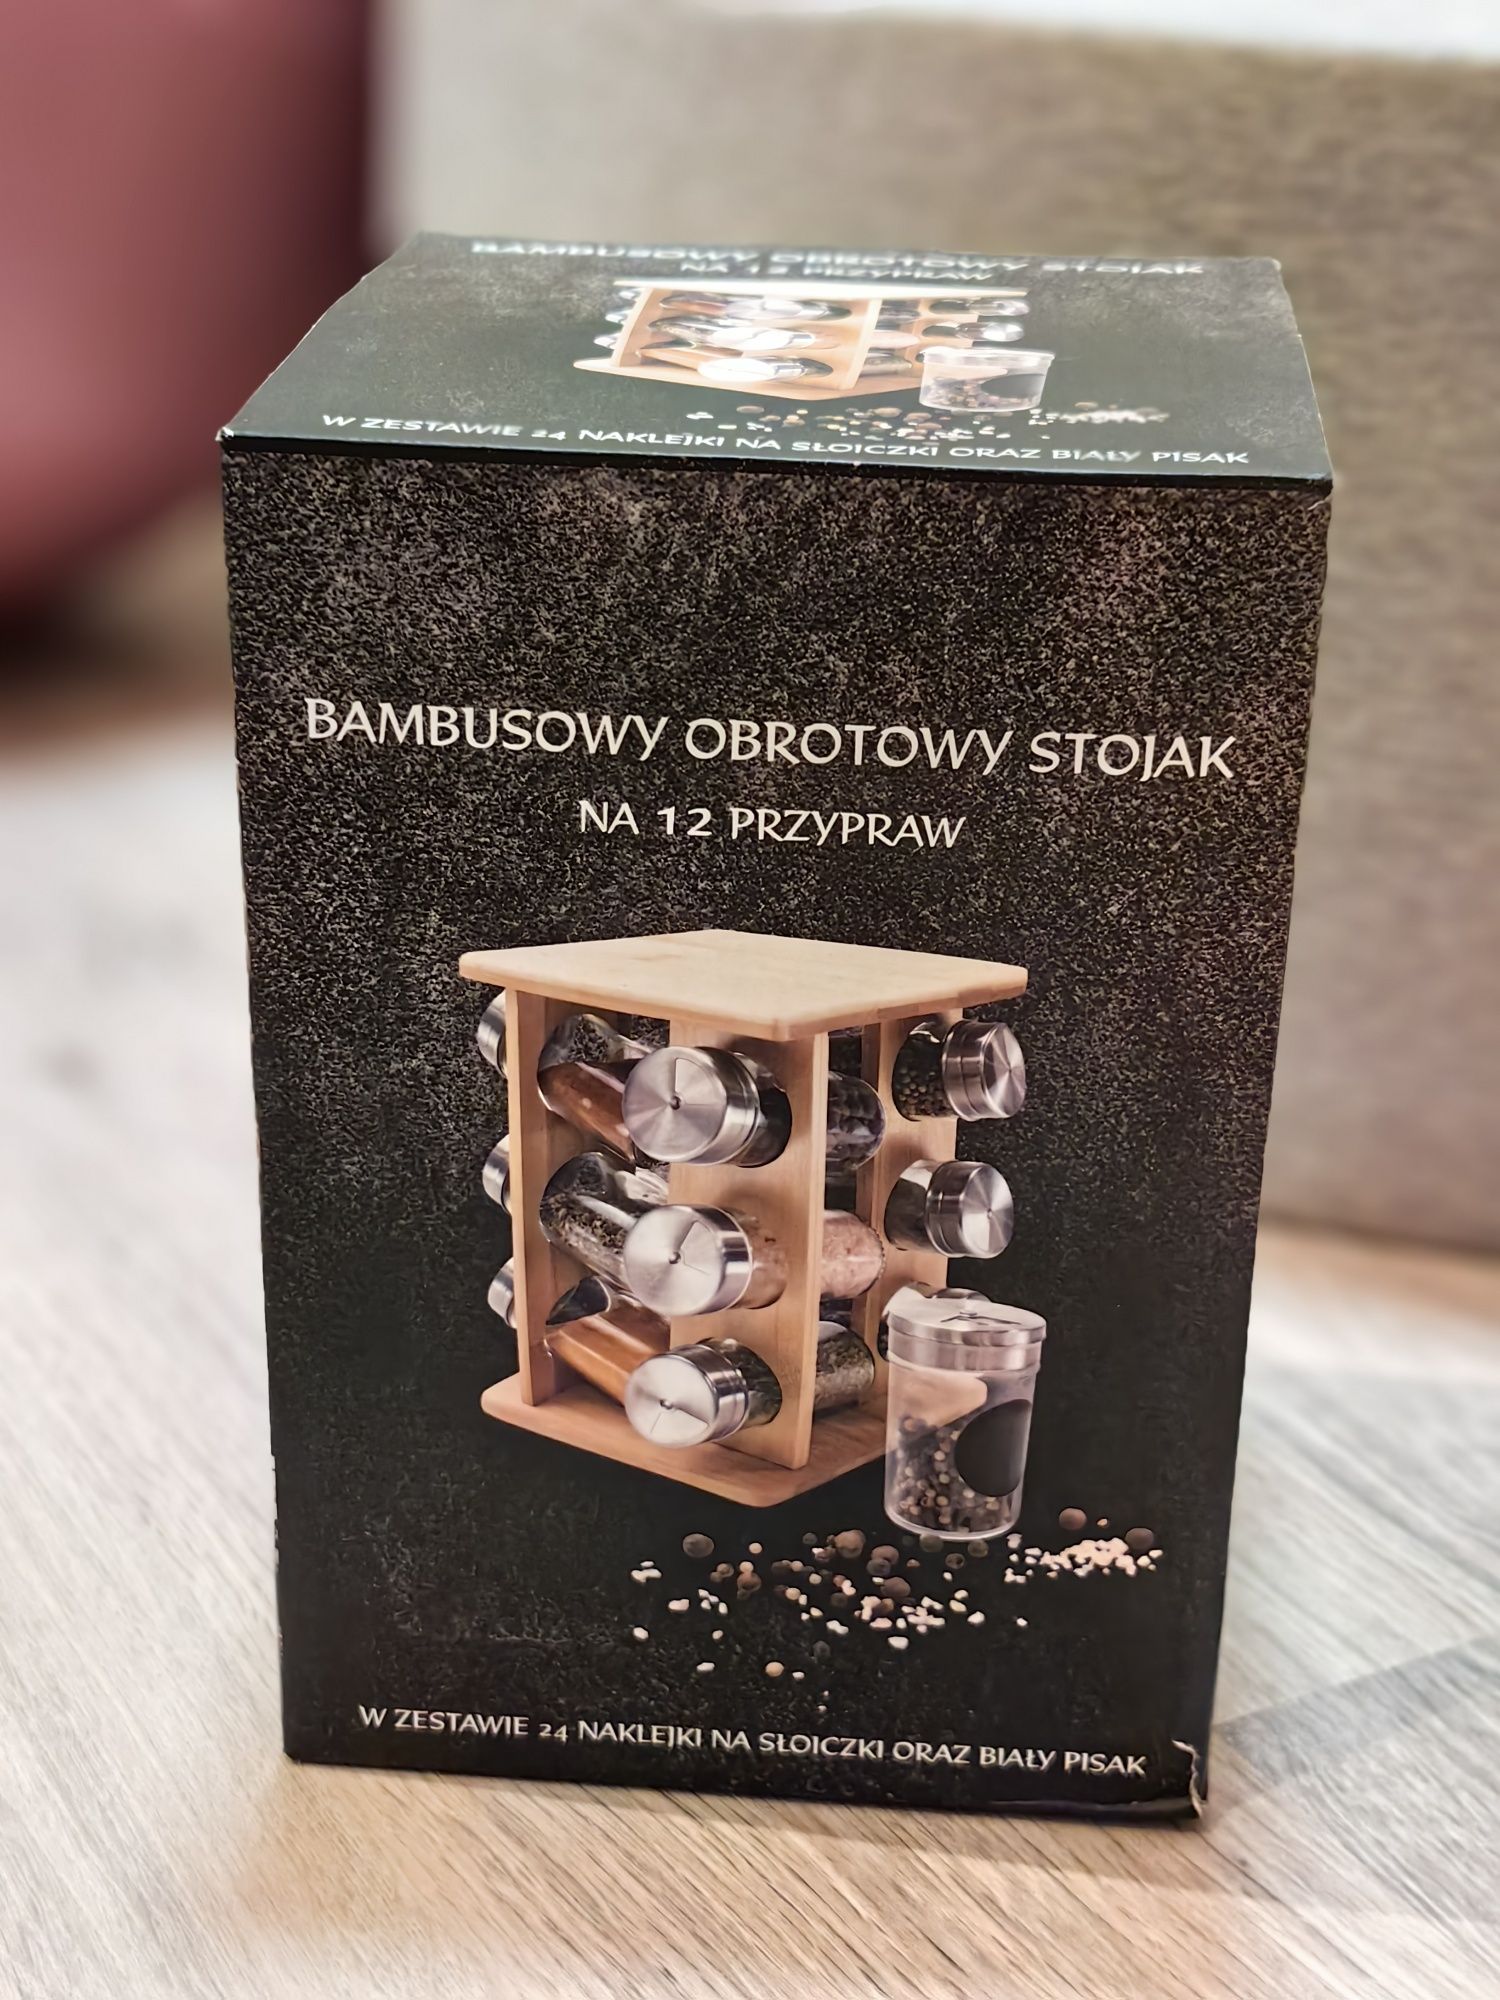 BAMBUSOWY OBROTOWY STOJAK
NA 12 PRZYPRAW
W ZESTAWIE 24 NAKLEJKI NA SŁOICZKI ORAZ BIAŁY PISAK
BAMBUSOWY OBROTOWY STOJAK
NA 12 PRZYPRAW
W ZESTAWIE 24 NAKLEJKI NA SŁOICZKI ORAZ BIAŁY PISAK